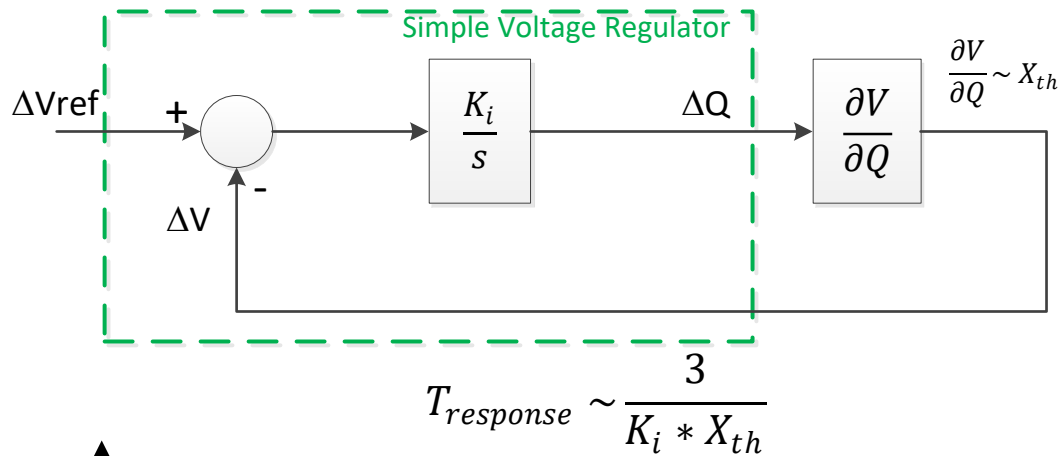 Simple Voltage Regulator
ΔVref
+
-
ΔV
K_i
s
ΔQ
∂V
∂Q
∂V
∂Q ~ X_th
T_response ~ 3
K_i * X_th